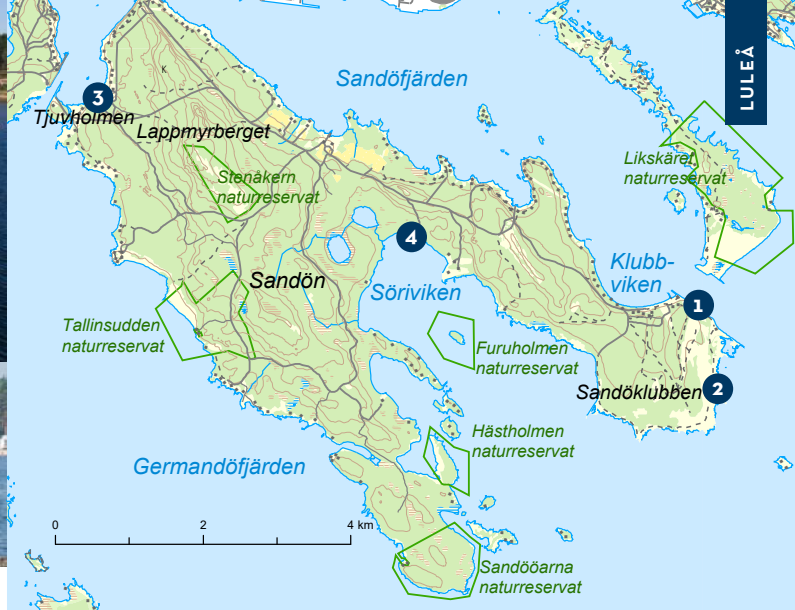 LULEÅ
Sandöfjärden
3
Tjuvholmen
K
Lappmyrberget
Likskäret
naturreservat
Stenåkern
naturreservat
4
Klubb-
viken
Sandön
Söriviken
1
Tallinsudden
naturreservat
Furuholmen
naturreservat
Sandöklubben
2
Hästholmen
naturreservat
Germandöfjärden
0 2 4 km
Sandööarna
naturreservat